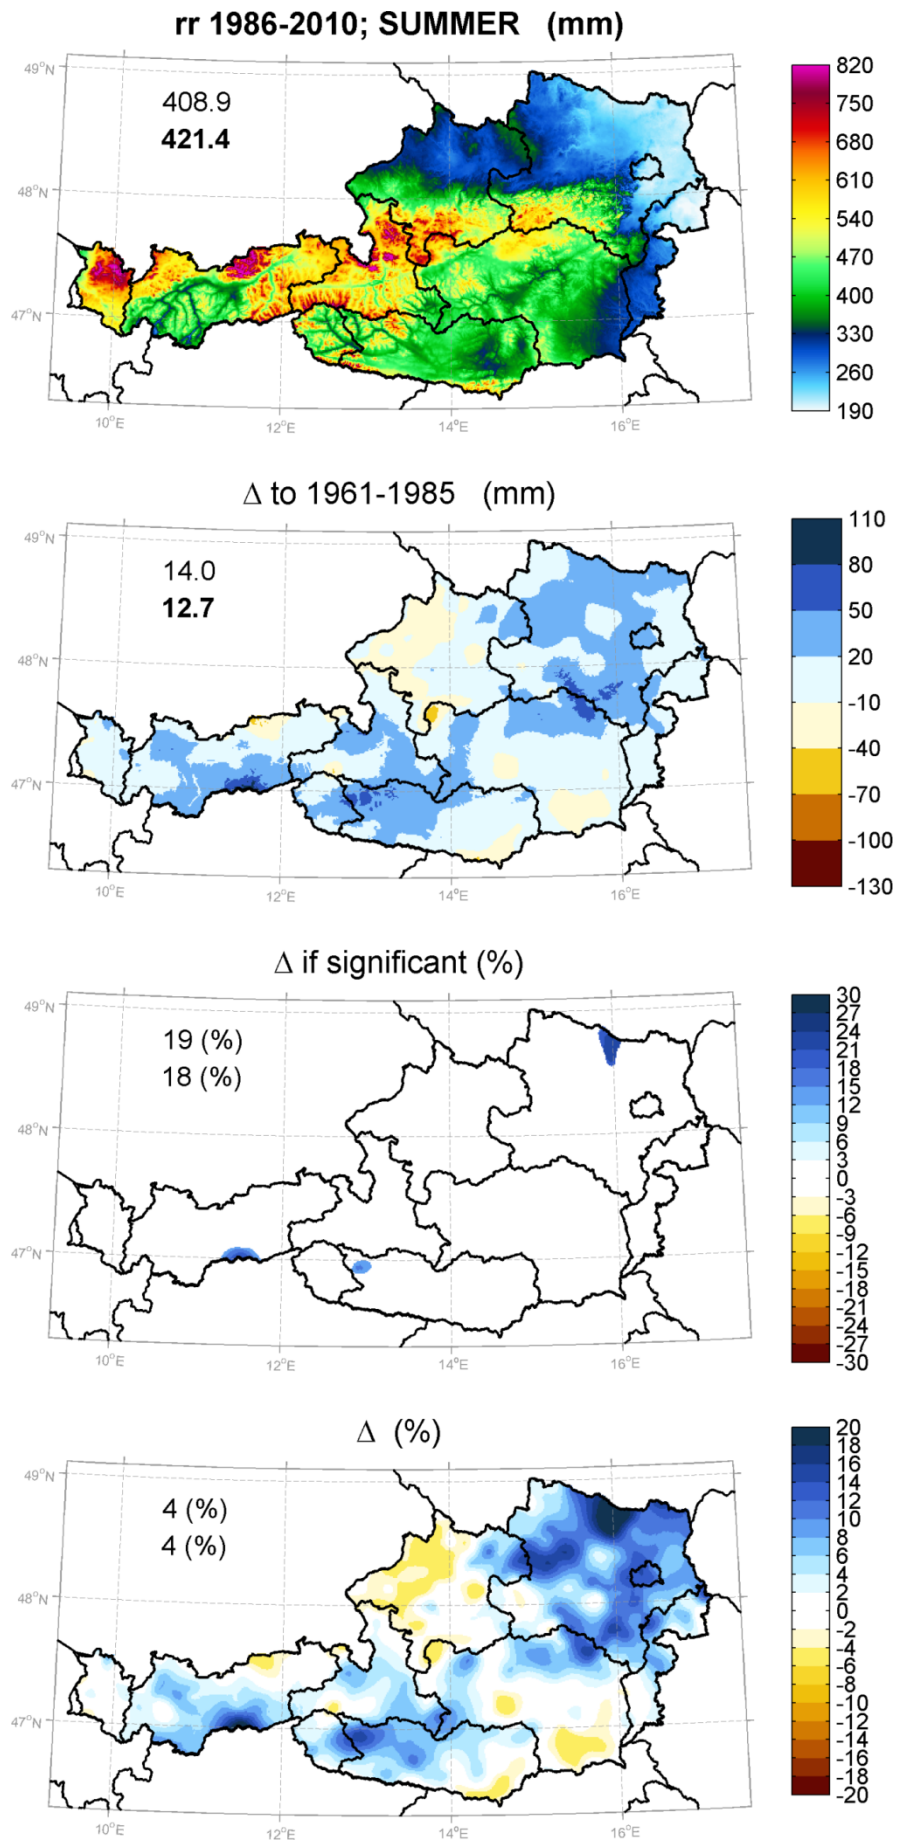 rr 1986-2010; SUMMER (mm)
49°N
48°N
47°N
10°E
12°E
14°E
16°E
408.9
421.4
820
750
680
610
540
470
400
330
260
190
Δ to 1961-1985 (mm)
49°N
48°N
47°N
10°E
12°E
14°E
16°E
14.0
12.7
110
80
50
20
-10
-40
-70
-100
-130
Δ if significant (%)
49°N
48°N
47°N
10°E
12°E
14°E
16°E
19 (%)
18 (%)
30
27
24
21
18
15
12
9
6
3
0
-3
-6
-9
-12
-15
-18
-21
-24
-27
-30
Δ (%)
49°N
48°N
47°N
10°E
12°E
14°E
16°E
4 (%)
4 (%)
20
18
16
14
12
10
8
6
4
2
0
-2
-4
-6
-8
-10
-12
-14
-16
-18
-20